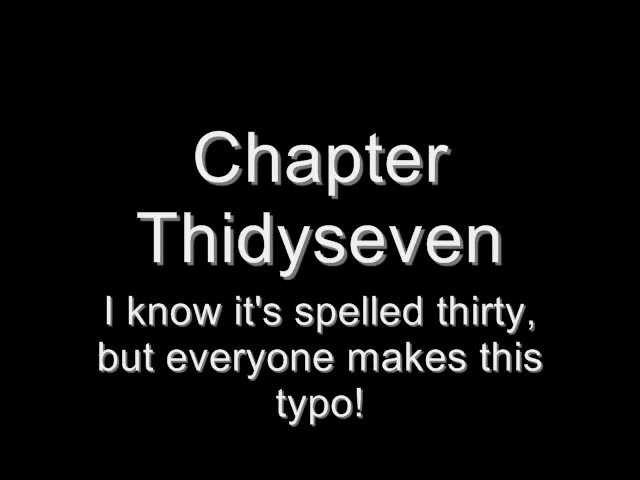 Chapter
Thidyseven
I know it's spelled thirty,
but everyone makes this
typo!